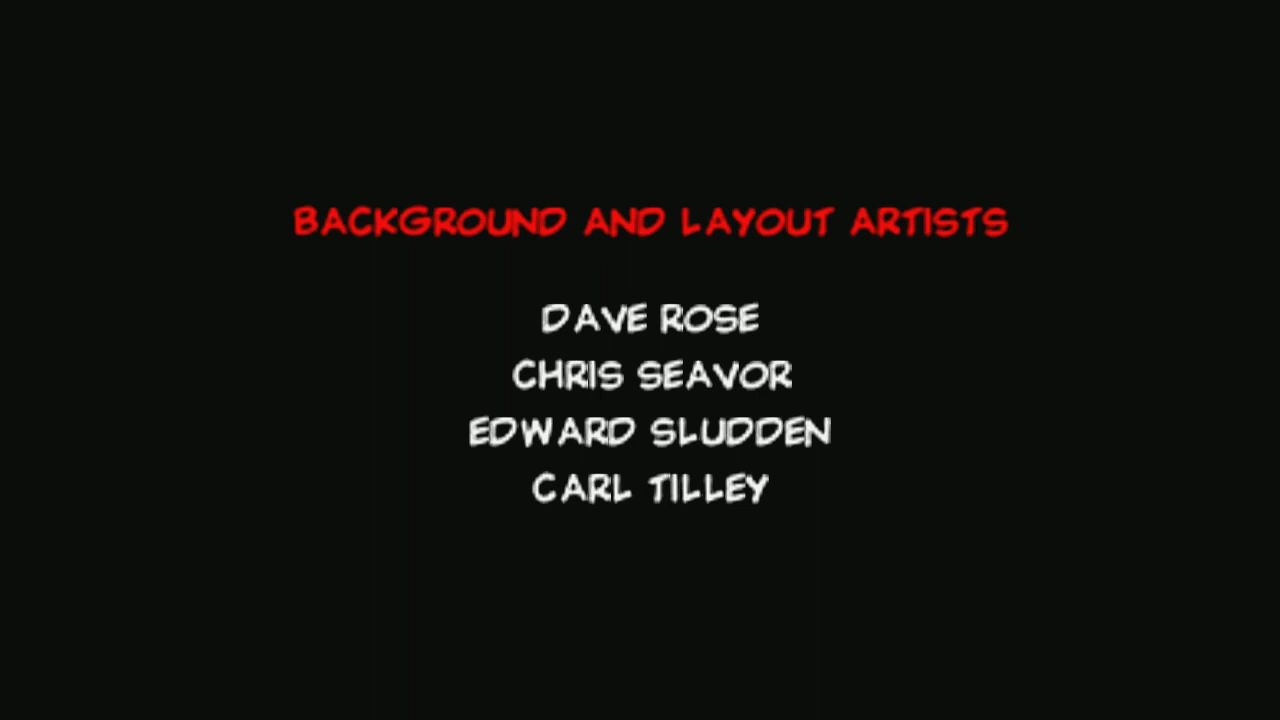 BACKGROUND AND LAYOUT ARTISTS
DAVE ROSE
CHRIS SEAVOR
EDWARD SLUDDEN
CARL TILLEY